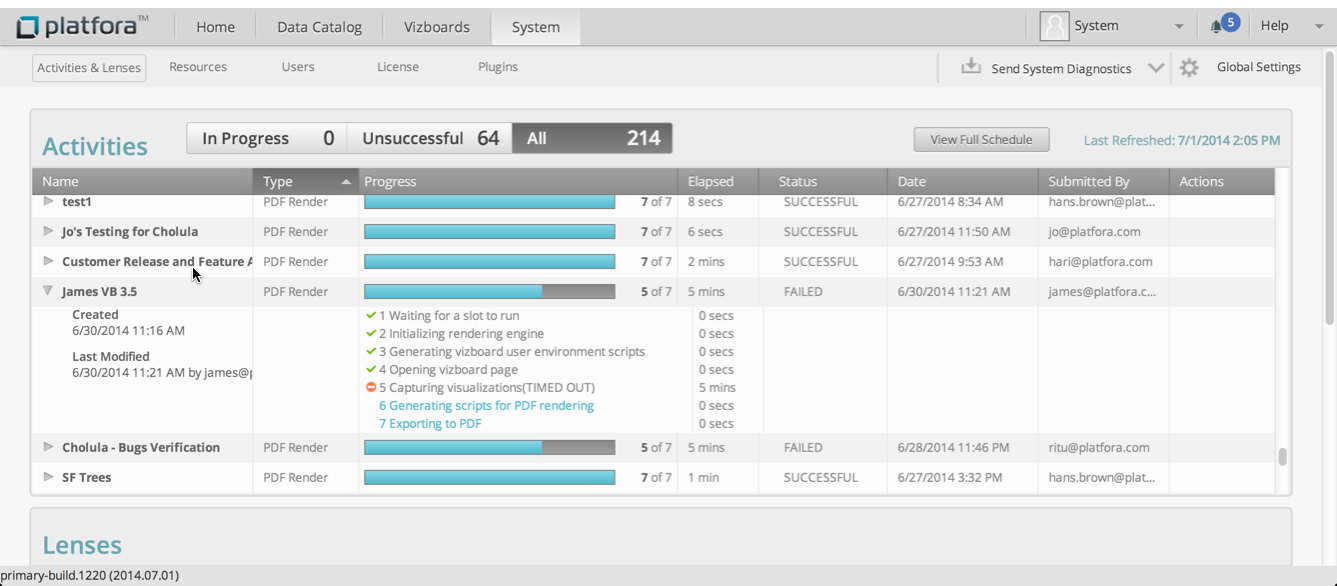 platfora™ Home Data Catalog Vizboards System System 5 Help
Activities & Lenses Resources Users License Plugins Send System Diagnostics Global Settings
Activities In Progress 0 Unsuccessful 64 All 214 View Full Schedule Last Refreshed: 7/1/2014 2:05 PM
Name Type Progress Elapsed Status Date Submitted By Actions
test1 PDF Render 7 of 7 8 secs SUCCESSFUL 6/27/2014 8:34 AM hans.brown@plat...
Jo's Testing for Cholula PDF Render 7 of 7 6 secs SUCCESSFUL 6/27/2014 11:50 AM jo@platfora.com
Customer Release and Feature A PDF Render 7 of 7 2 mins SUCCESSFUL 6/27/2014 9:53 AM hari@platfora.com
James VB 3.5 PDF Render 5 of 7 5 mins FAILED 6/30/2014 11:21 AM james@platfora.c...
Created 1 Waiting for a slot to run 0 secs
6/30/2014 11:16 AM 2 Initializing rendering engine 0 secs
3 Generating vizboard user environment scripts 0 secs
Last Modified 4 Opening vizboard page 0 secs
6/30/2014 11:21 AM by james@p 5 Capturing visualizations(TIMED OUT) 5 mins
6 Generating scripts for PDF rendering 0 secs
7 Exporting to PDF 0 secs
Cholula - Bugs Verification PDF Render 5 of 7 5 mins FAILED 6/28/2014 11:46 PM ritu@platfora.com
SF Trees PDF Render 7 of 7 1 min SUCCESSFUL 6/27/2014 3:32 PM hans.brown@plat...
Lenses
primary-build.1220 (2014.07.01)